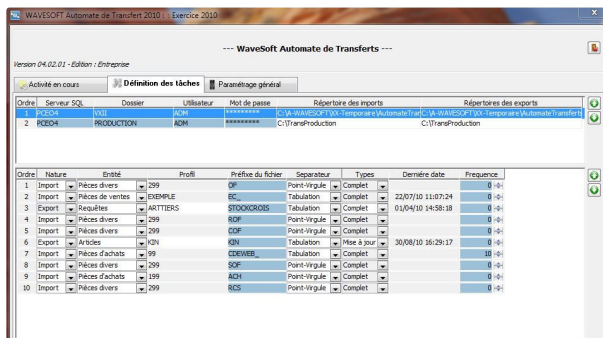 WAVESOFT Automate de Transfert 2010 : : Exercice 2010
--- WaveSoft Automate de Transferts ---
Version 04.02.01 - Edition : Entreprise
Activité en cours Définition des tâches Paramétrage général
Ordre Serveur SQL Dossier Utilisateur Mot de passe Répertoire des imports Répertoires des exports
1 PCEO4 VXII ADM ********* C:\A-WAVESOFT\XX-Temporaire\AutomateTran C:\A-WAVESOFT\XX-Temporaire\AutomateTransferts
2 PCEO4 PRODUCTION ADM ********* C:\TransProduction C:\TransProduction
Ordre Nature Entité Profil Préfixe du fichier Separateur Types Derniére date Frequence
1 Import Pièces divers 299 OF Point-Virgule Complet 0
2 Import Pièces de ventes EXEMPLE EC_ Tabulation Complet 22/07/10 11:07:24 0
3 Export Requêtes ARTTIERS STOCKCROIS Tabulation Complet 01/04/10 14:58:18 0
4 Import Pièces divers 299 ROF Point-Virgule Complet 0
5 Import Pièces divers 299 COF Point-Virgule Complet 0
6 Export Articles KIN KIN Tabulation Mise à jour 30/08/10 16:29:17 0
7 Import Pièces d'achats 99 CDEWEB_ Tabulation Complet 10
8 Import Pièces divers 299 SOF Point-Virgule Complet 0
9 Import Pièces d'achats 199 ACH Point-Virgule Complet 0
10 Import Pièces divers 299 RCS Point-Virgule Complet 0